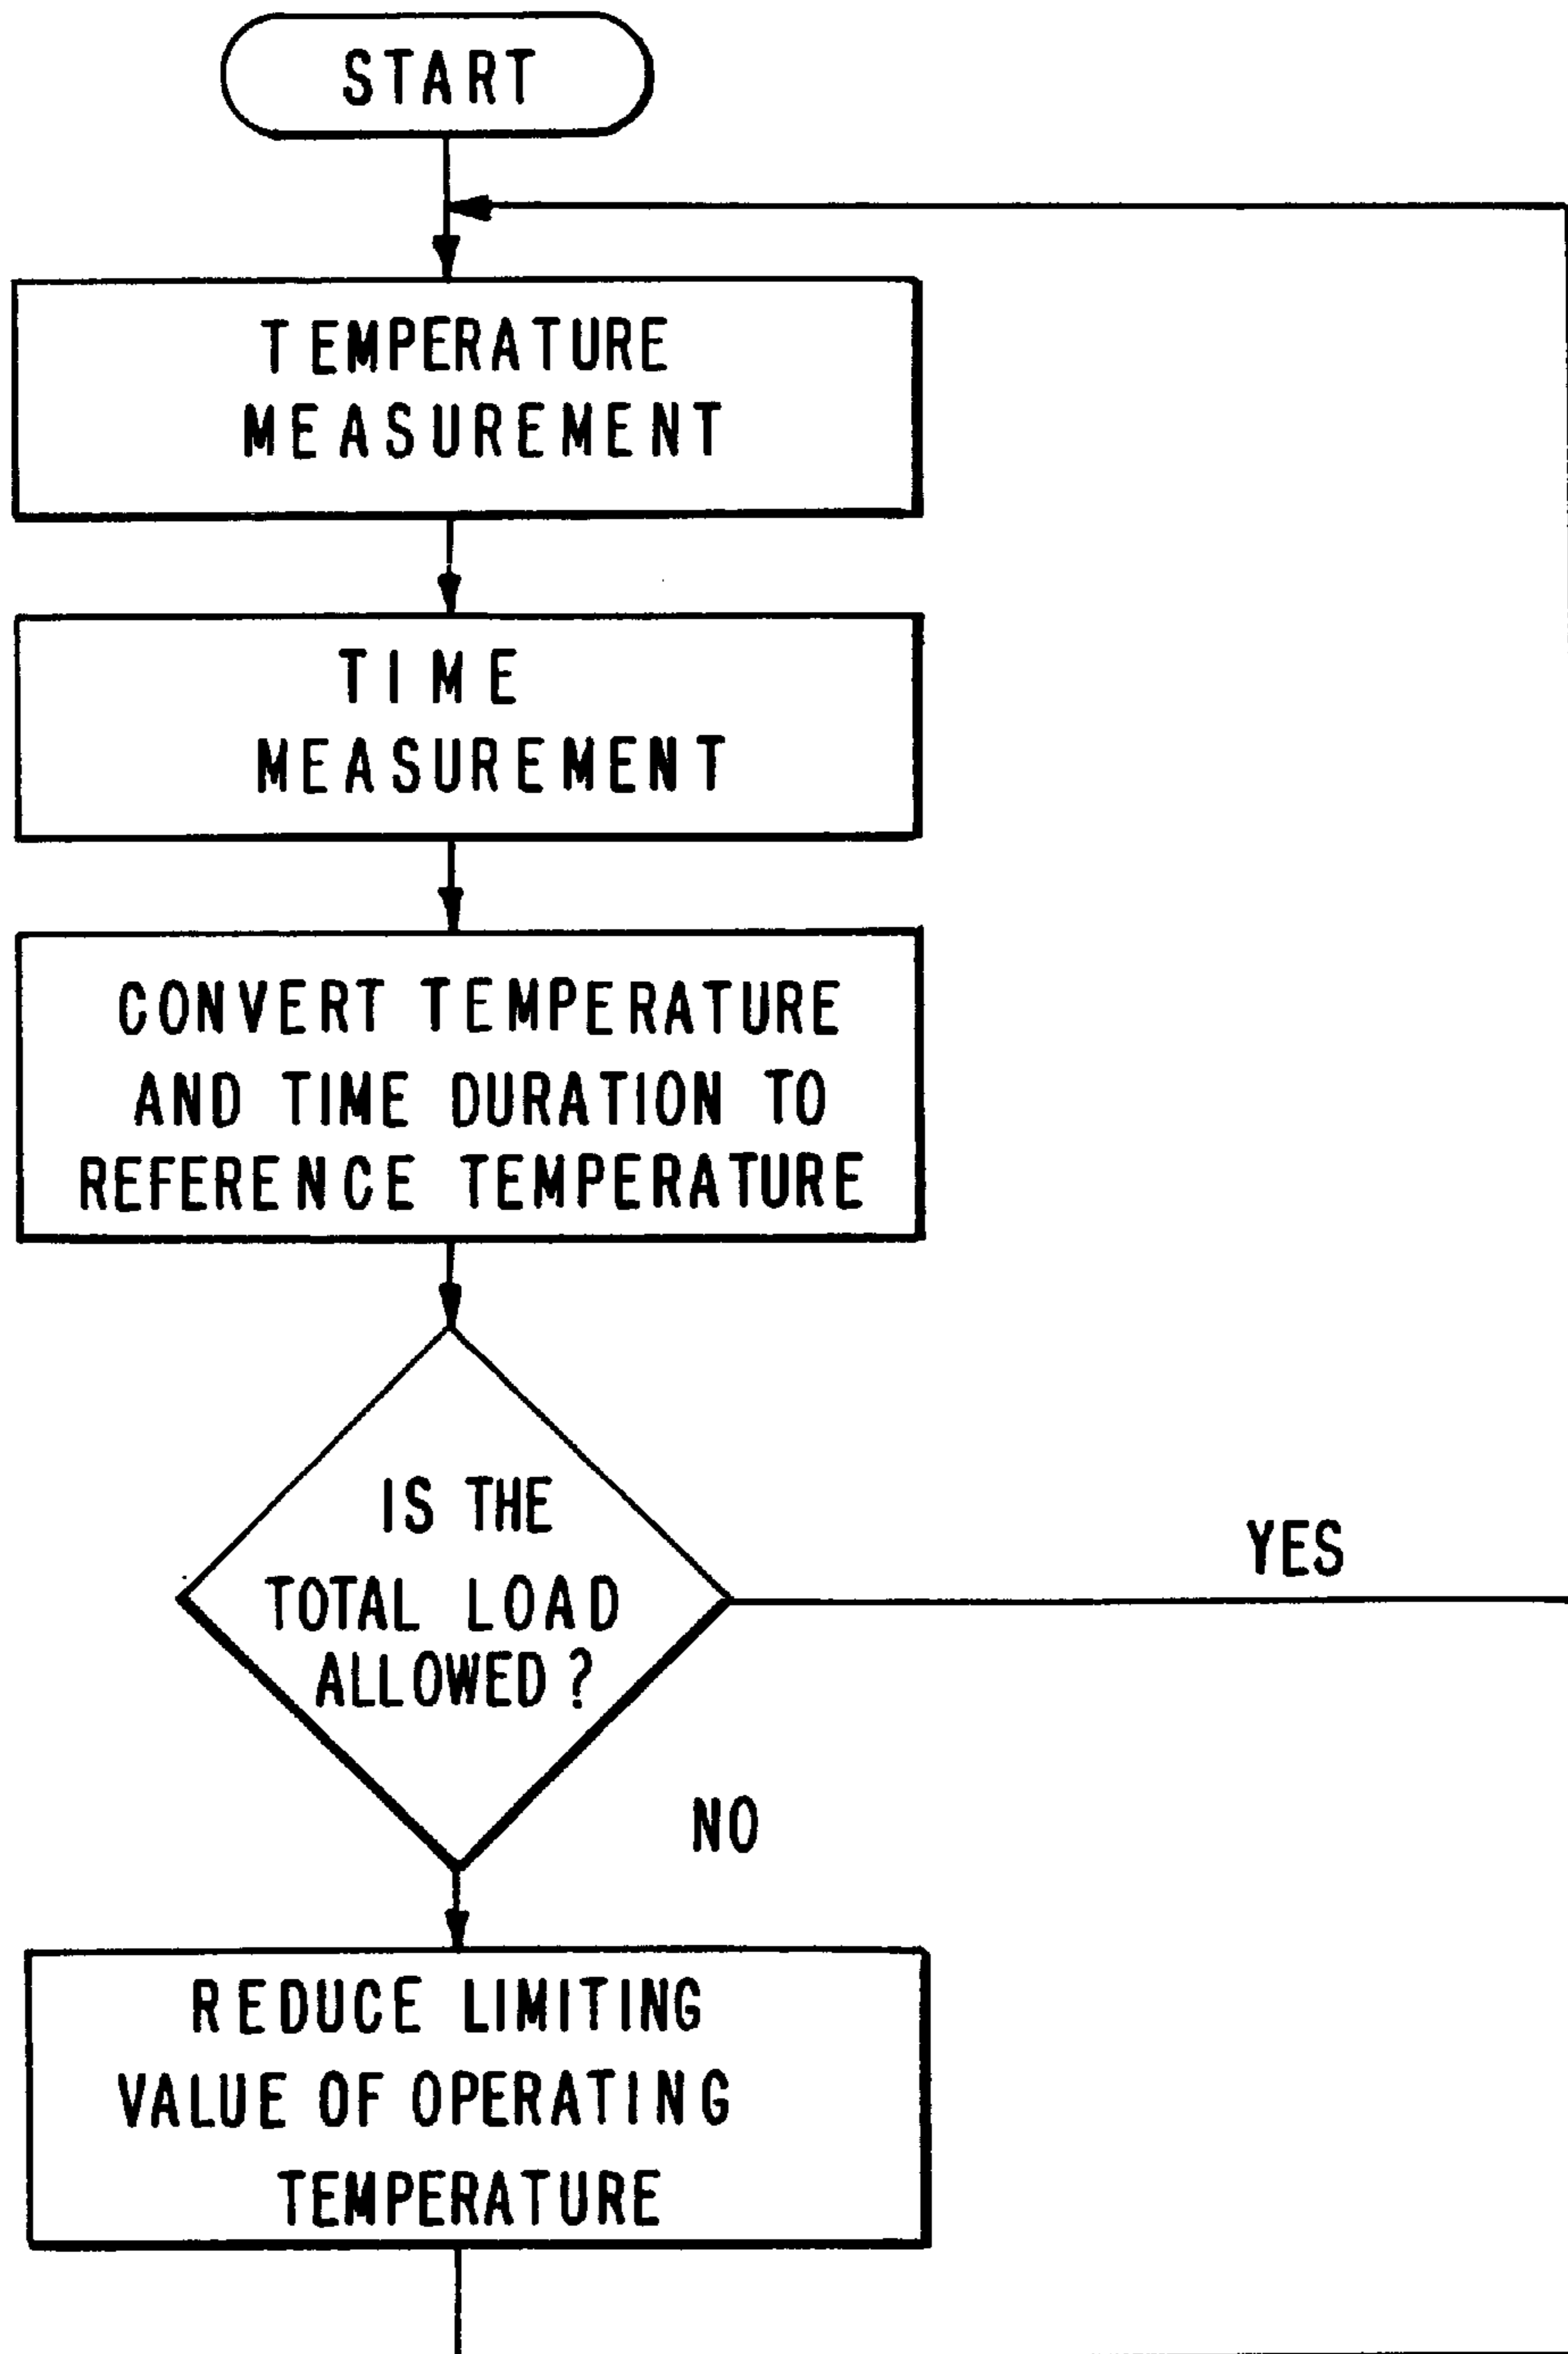 START
TEMPERATURE
MEASUREMENT
TIME
MEASUREMENT
CONVERT TEMPERATURE
AND TIME DURATION TO
REFERENCE TEMPERATURE
IS THE
TOTAL LOAD
ALLOWED?
YES
NO
REDUCE LIMITING
VALUE OF OPERATING
TEMPERATURE